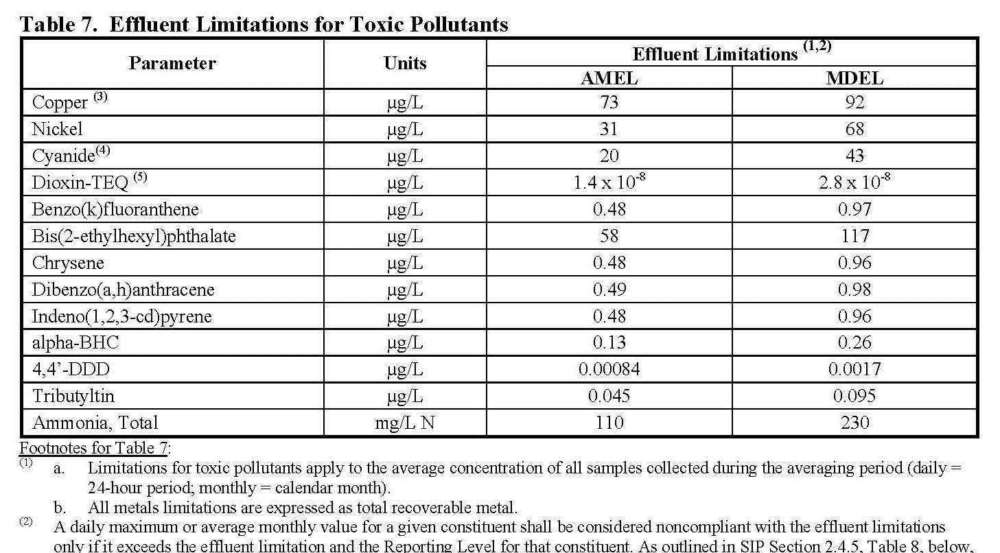 Table 7. Effluent Limitations for Toxic Pollutants
Parameter Units Effluent Limitations (1,2)
AMEL MDEL
Copper (3) µg/L 73 92
Nickel µg/L 31 68
Cyanide(4) µg/L 20 43
Dioxin-TEQ (5) µg/L 1.4 x 10-8 2.8 x 10-8
Benzo(k)fluoranthene µg/L 0.48 0.97
Bis(2-ethylhexyl)phthalate µg/L 58 117
Chrysene µg/L 0.48 0.96
Dibenzo(a,h)anthracene µg/L 0.49 0.98
Indeno(1,2,3-cd)pyrene µg/L 0.48 0.96
alpha-BHC µg/L 0.13 0.26
4,4’-DDD µg/L 0.00084 0.0017
Tributyltin µg/L 0.045 0.095
Ammonia, Total mg/L N 110 230
Footnotes for Table 7:
(1) a. Limitations for toxic pollutants apply to the average concentration of all samples collected during the averaging period (daily =
24-hour period; monthly = calendar month).
b. All metals limitations are expressed as total recoverable metal.
(2) A daily maximum or average monthly value for a given constituent shall be considered noncompliant with the effluent limitations
only if it exceeds the effluent limitation and the Reporting Level for that constituent. As outlined in SIP Section 2.4.5, Table 8, below,